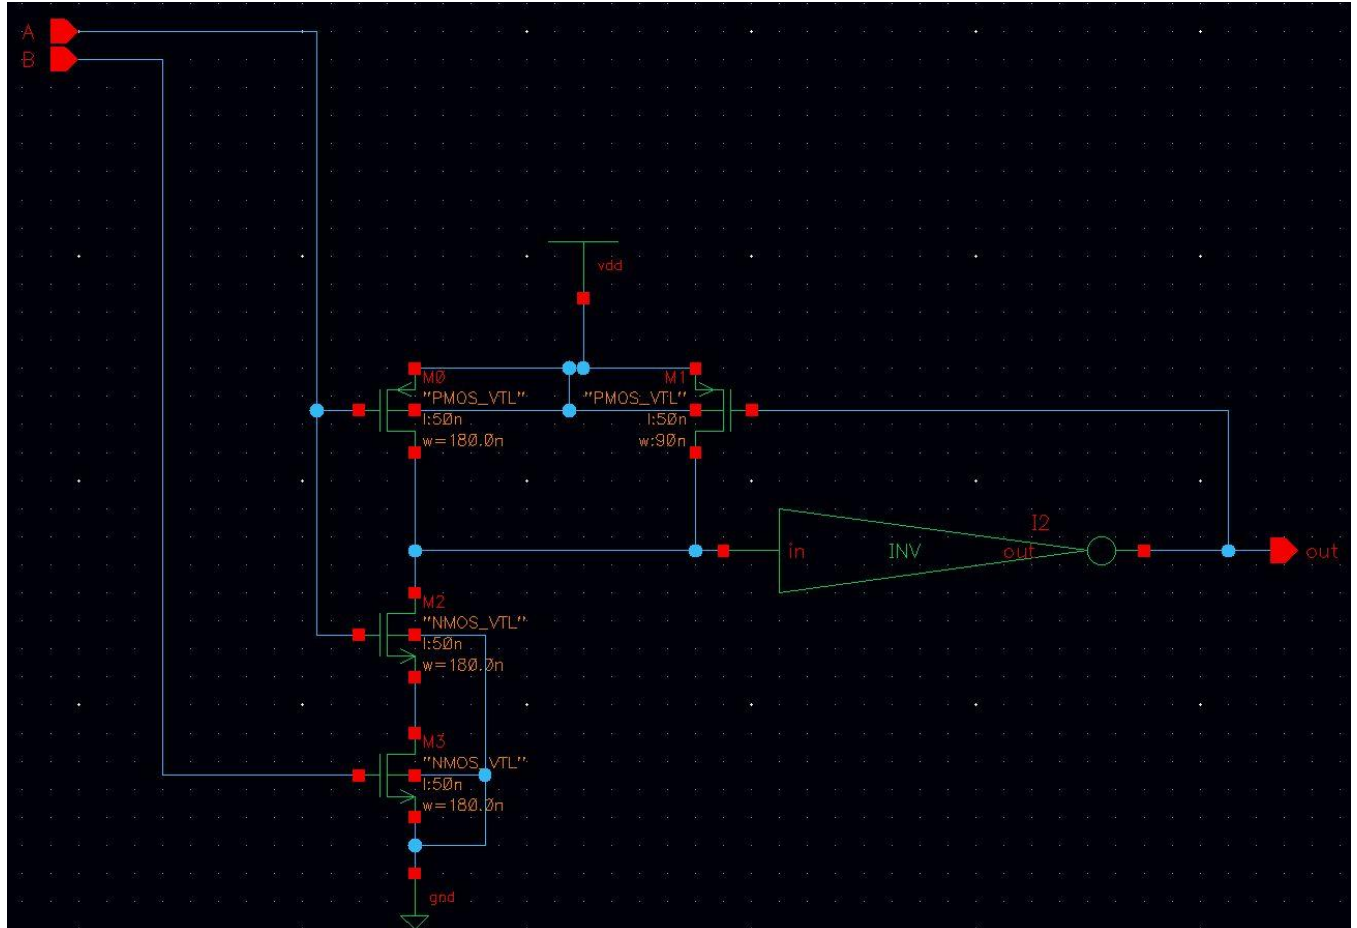 A
B
vdd
M0
"PMOS_VTL"
l:50n
w=180.0n
M1
"PMOS_VTL"
l:50n
w:90n
I2
in
INV
out
out
M2
"NMOS_VTL"
l:50n
w=180.0n
M3
"NMOS_VTL"
l:50n
w=180.0n
gnd